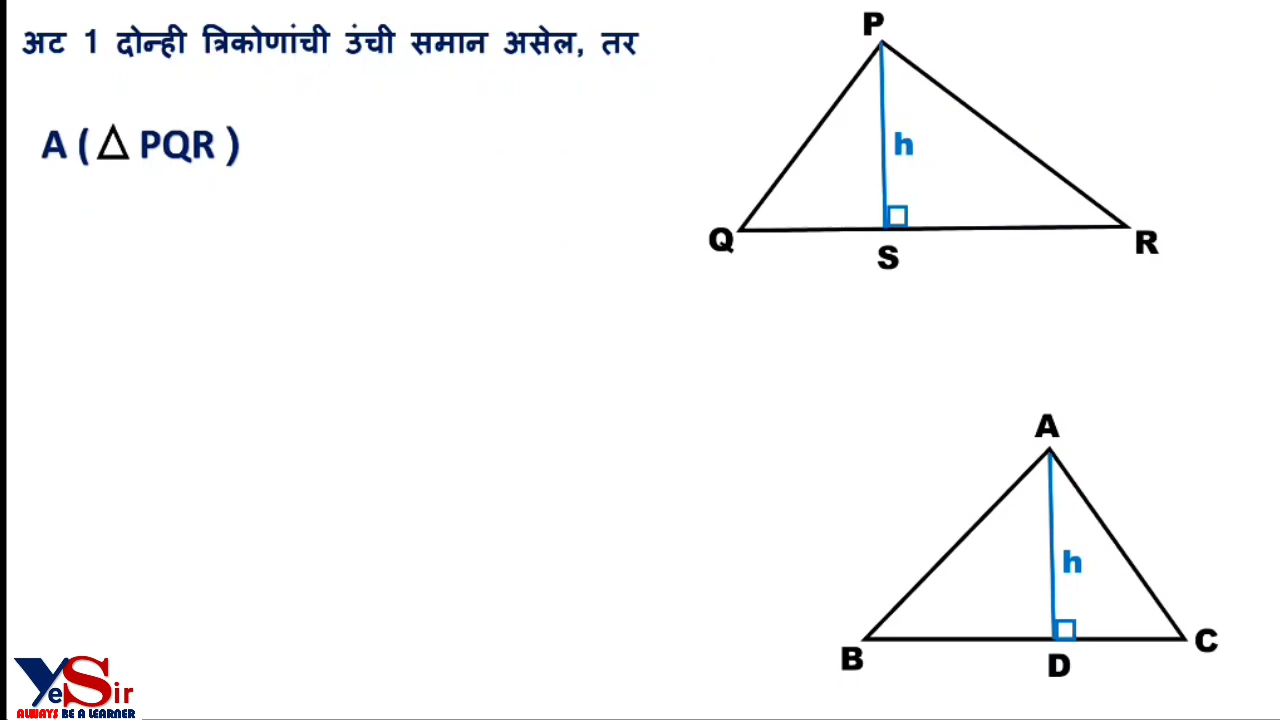 अट 1 दोन्ही त्रिकोणांची उंची समान असेल, तर
A ( △ PQR )
P
h
Q
S
R
A
h
B
D
C
YeSir
ALWAYS BE A LEARNER